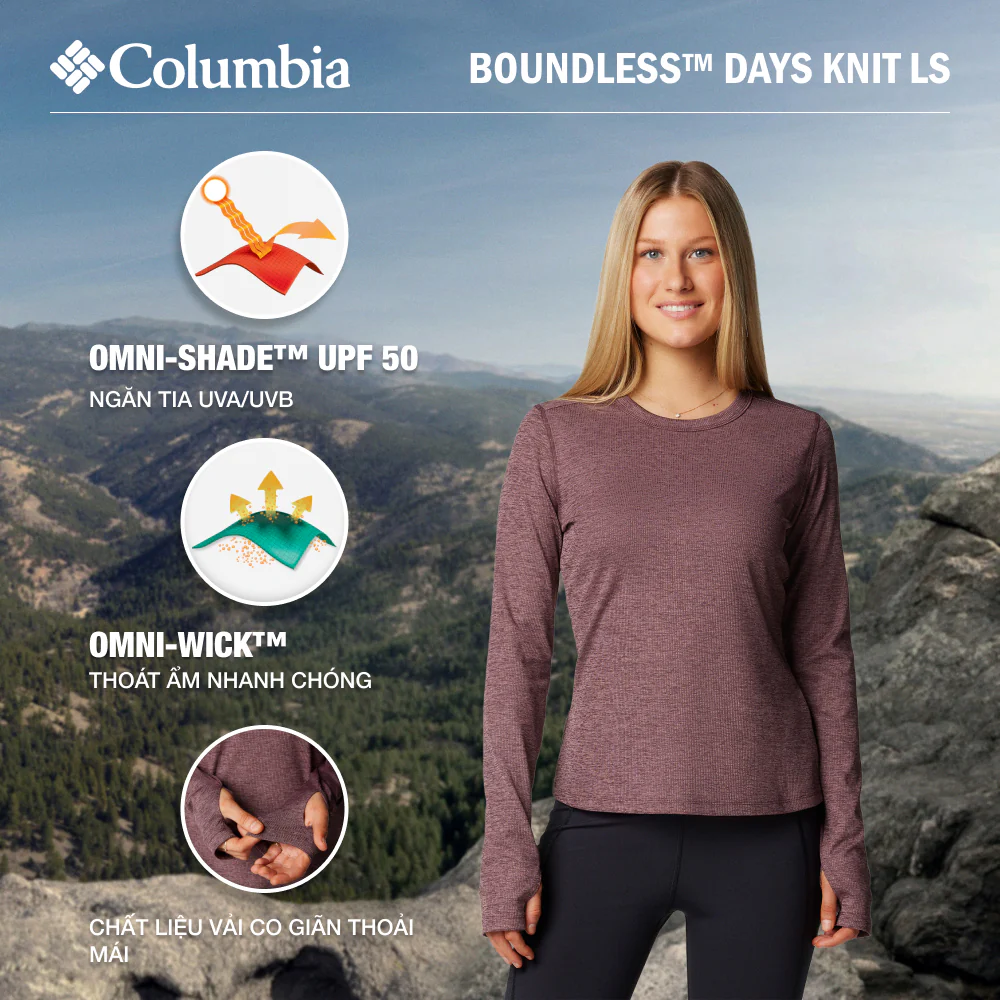 Columbia
BOUNDLESS™ DAYS KNIT LS
OMNI-SHADE™ UPF 50
NGĂN TIA UVA/UVB
OMNI-WICK™
THOÁT ẨM NHANH CHÓNG
CHẤT LIỆU VẢI CO GIÃN THOẢI
MÁI